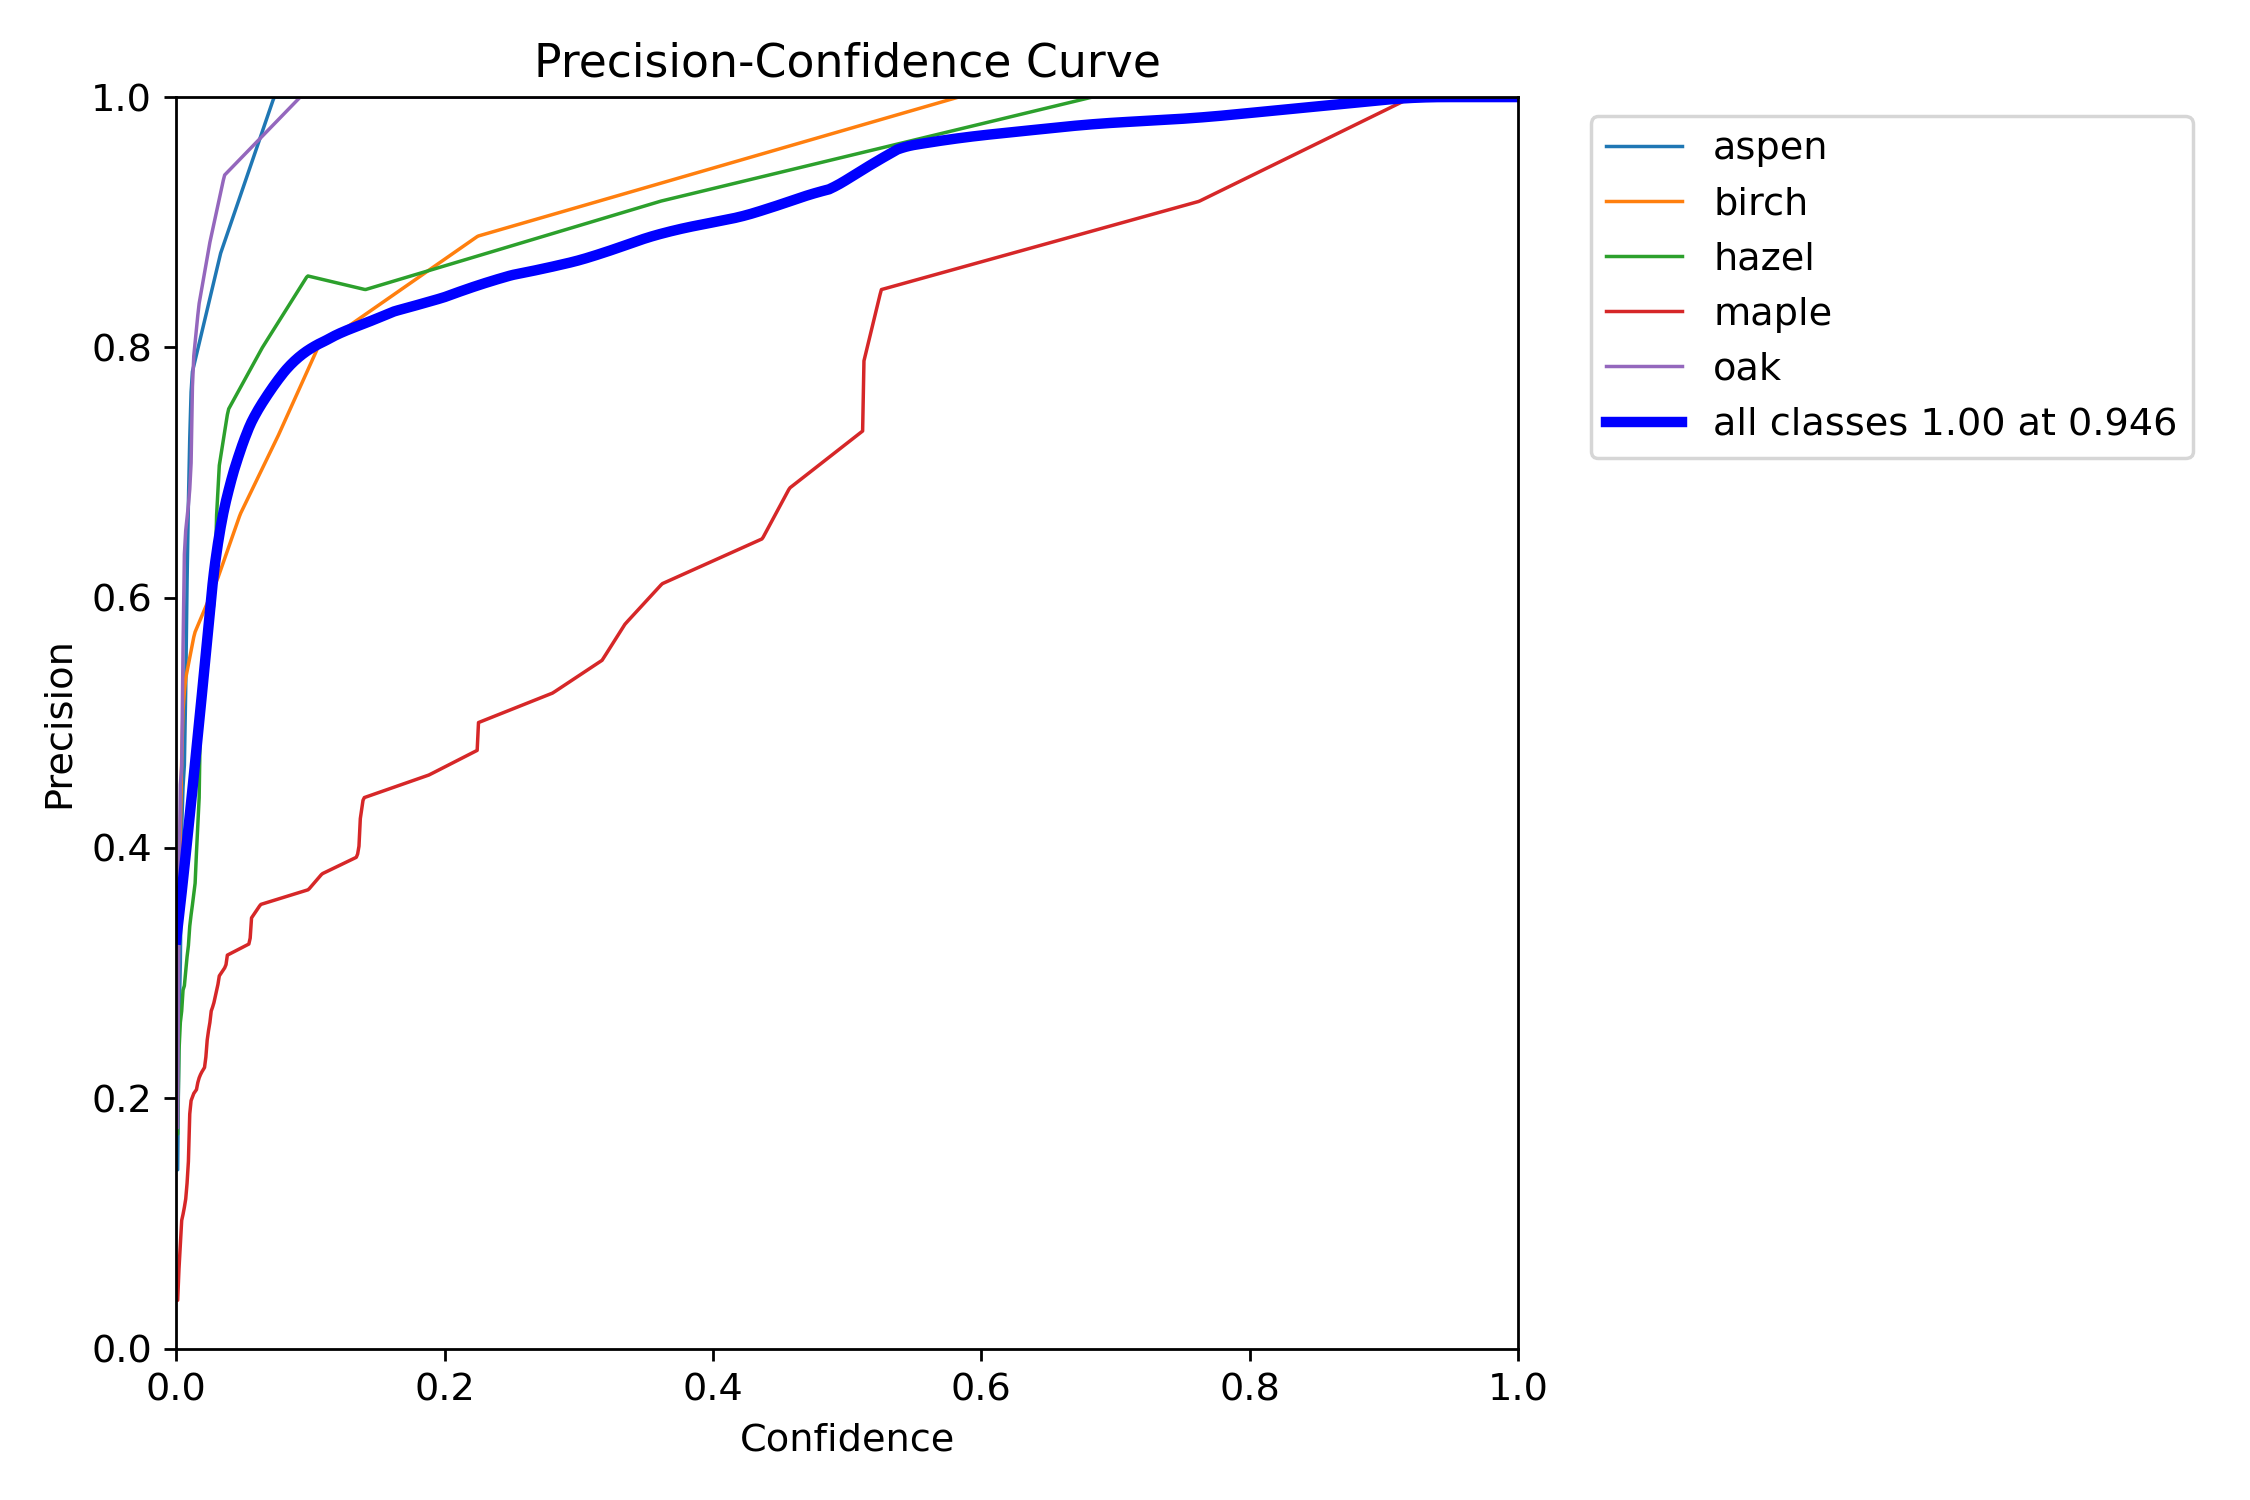 Precision-Confidence Curve
1.0
0.8
0.6
0.4
0.2
0.0
Precision
0.0 0.2 0.4 0.6 0.8 1.0
Confidence
aspen
birch
hazel
maple
oak
all classes 1.00 at 0.946